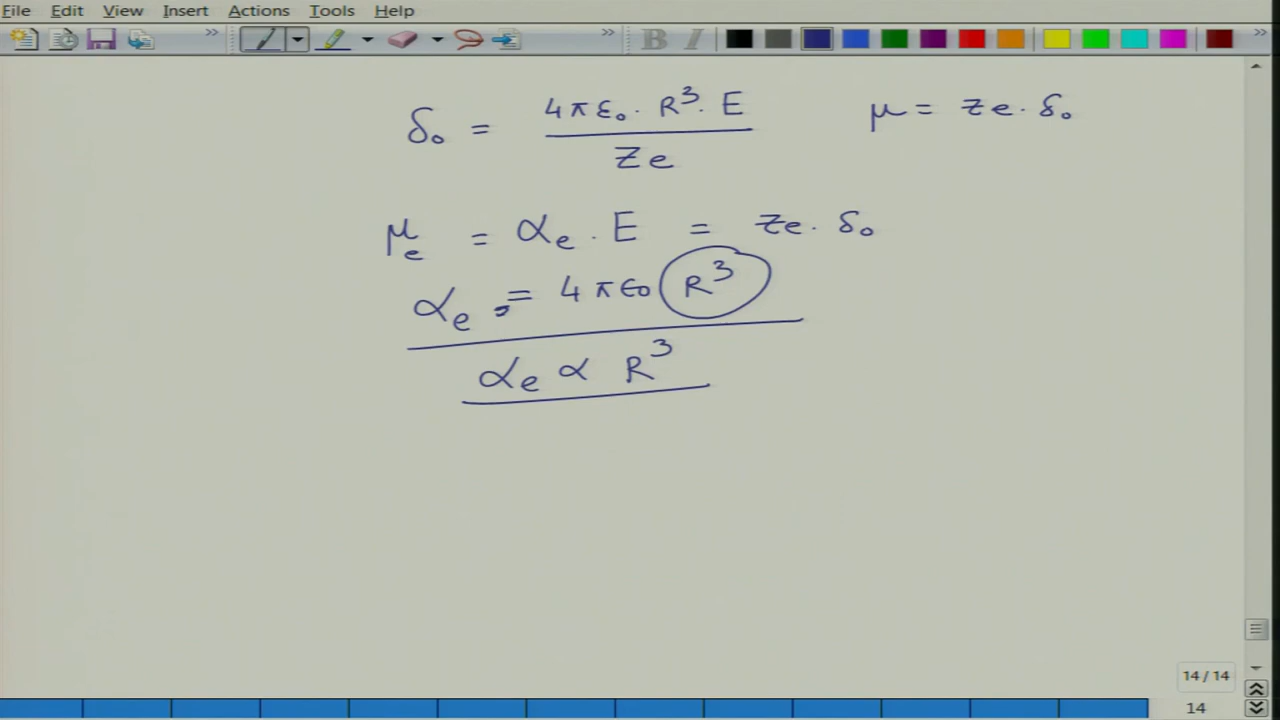 File Edit View Insert Actions Tools Help
» B I »
δ₀ = 4πε₀ · R³ · E / Ze μ = Ze · δ₀
μₑ = αₑ · E = Ze · δ₀
αₑ = 4πϵ₀ R³
αₑ ∝ R³
14 / 14
14